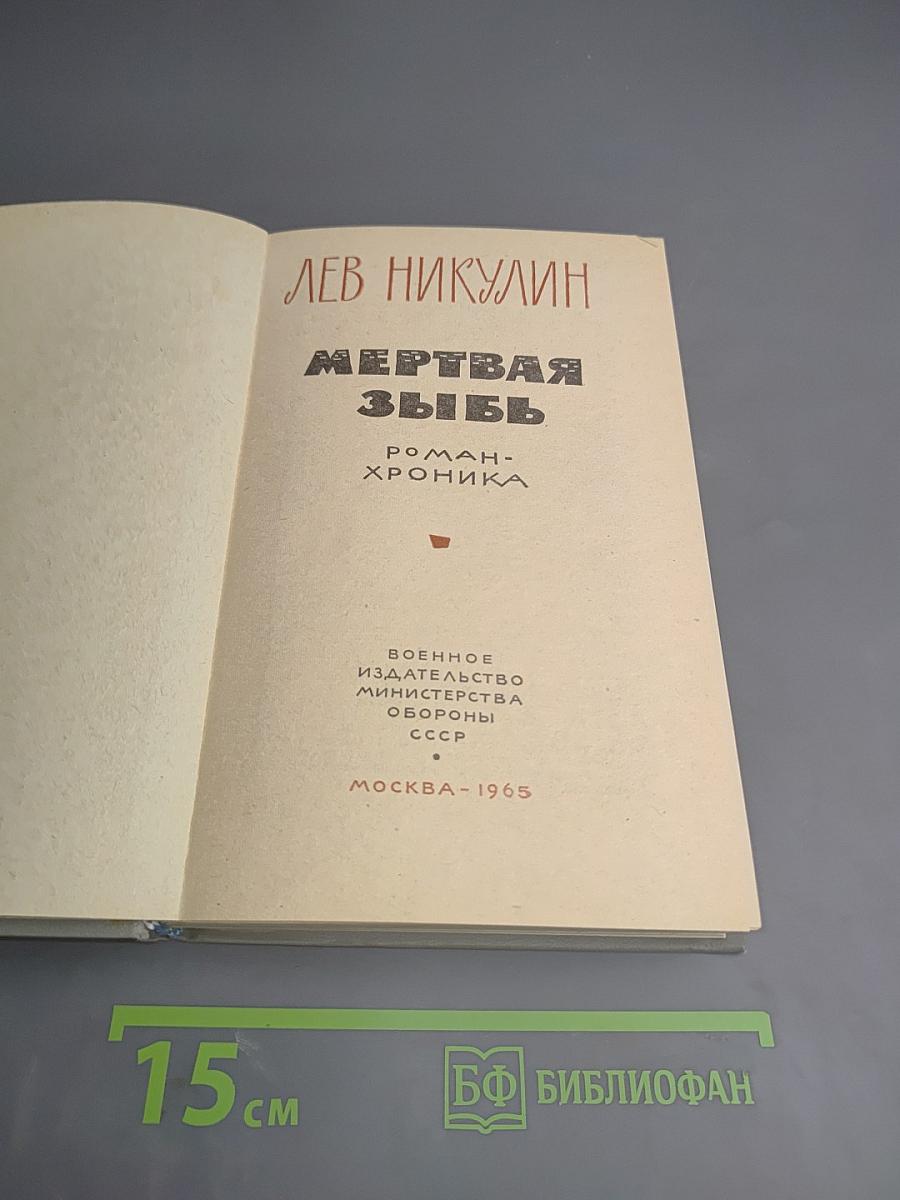 ЛЕВ НИКУЛИН
МЕРТВАЯ
ЗЫБЬ
РОМАН-
ХРОНИКА
ВОЕННОЕ
ИЗДАТЕЛЬСТВО
МИНИСТЕРСТВА
ОБОРОНЫ
СССР
•
МОСКВА – 1965
15 см
БФ БИБЛИОФАН